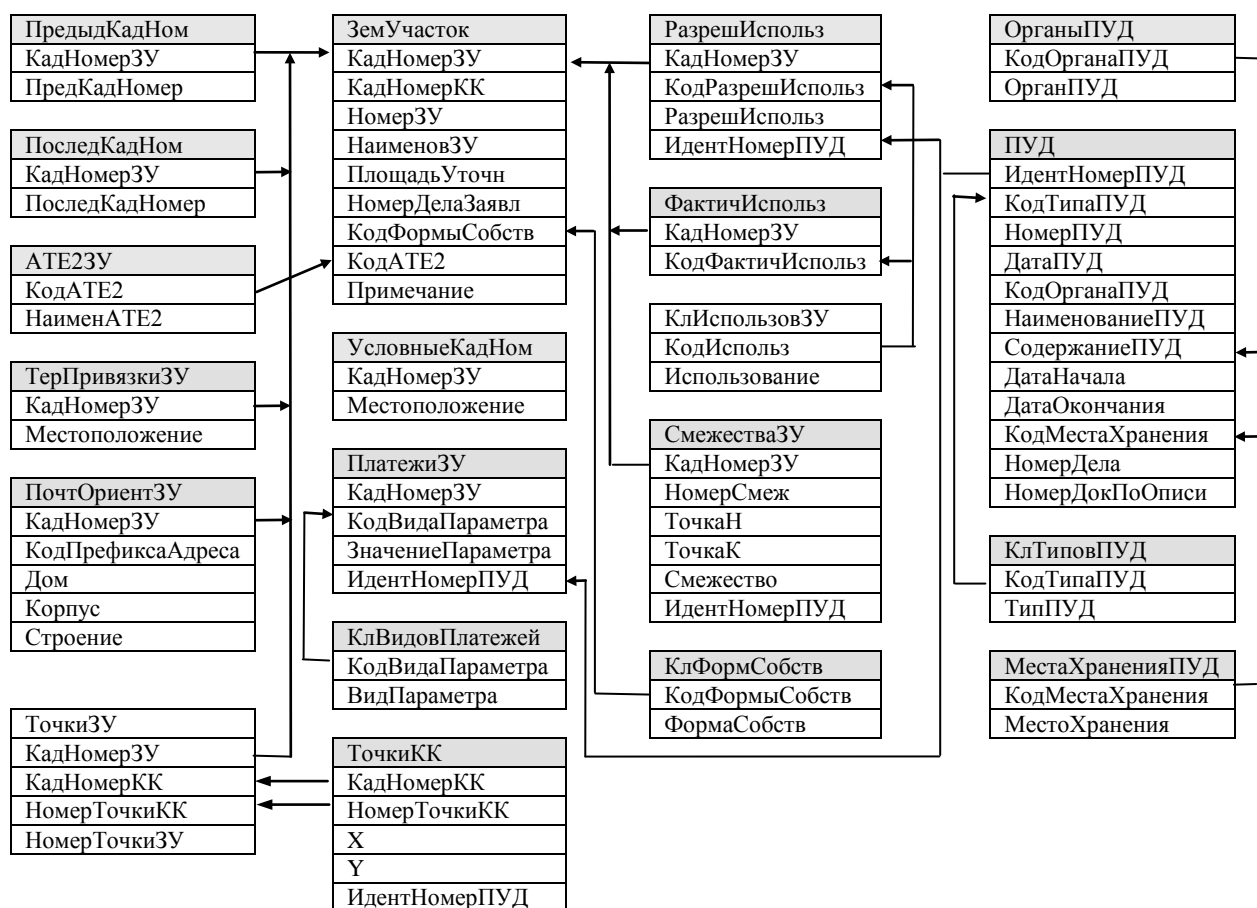 ПредыдКадНом
КадНомерЗУ
ПредКадНомер
ПоследКадНом
КадНомерЗУ
ПоследКадНомер
АТЕ2ЗУ
КодАТЕ2
НаименАТЕ2
ТерПривязкиЗУ
КадНомерЗУ
Местоположение
ПочтОриентЗУ
КадНомерЗУ
КодПрефиксаАдреса
Дом
Корпус
Строение
ТочкиЗУ
КадНомерЗУ
КадНомерКК
НомерТочкиКК
НомерТочкиЗУ
ЗемУчасток
КадНомерЗУ
КадНомерКК
НомерЗУ
НаименовЗУ
ПлощадьУточн
НомерДелаЗаявл
КодФормыСобств
КодАТЕ2
Примечание
УсловныеКадНом
КадНомерЗУ
Местоположение
ПлатежиЗУ
КадНомерЗУ
КодВидаПараметра
ЗначениеПараметра
ИдентНомерПУД
КлВидовПлатежей
КодВидаПараметра
ВидПараметра
ТочкиКК
КадНомерКК
НомерТочкиКК
X
Y
ИдентНомерПУД
РазрешИспольз
КадНомерЗУ
КодРазрешИспольз
РазрешИспольз
ИдентНомерПУД
ФактичИспольз
КадНомерЗУ
КодФактичИспольз
КлИспользовЗУ
КодИспольз
Использование
СмежестваЗУ
КадНомерЗУ
НомерСмеж
ТочкаН
ТочкаК
Смежество
ИдентНомерПУД
КлФормСобств
КодФормыСобств
ФормаСобств
ОрганыПУД
КодОрганаПУД
ОрганПУД
ПУД
ИдентНомерПУД
КодТипаПУД
НомерПУД
ДатаПУД
КодОрганаПУД
НаименованиеПУД
СодержаниеПУД
ДатаНачала
ДатаОкончания
КодМестаХранения
НомерДела
НомерДокПоОписи
КлТиповПУД
КодТипаПУД
ТипПУД
МестаХраненияПУД
КодМестаХранения
МестоХранения